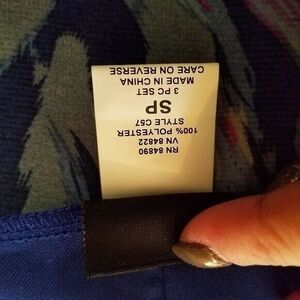 RN 84890
VN 84822
100% POLYESTER
STYLE C57
SP
3 PC SET
MADE IN CHINA
CARE ON REVERSE